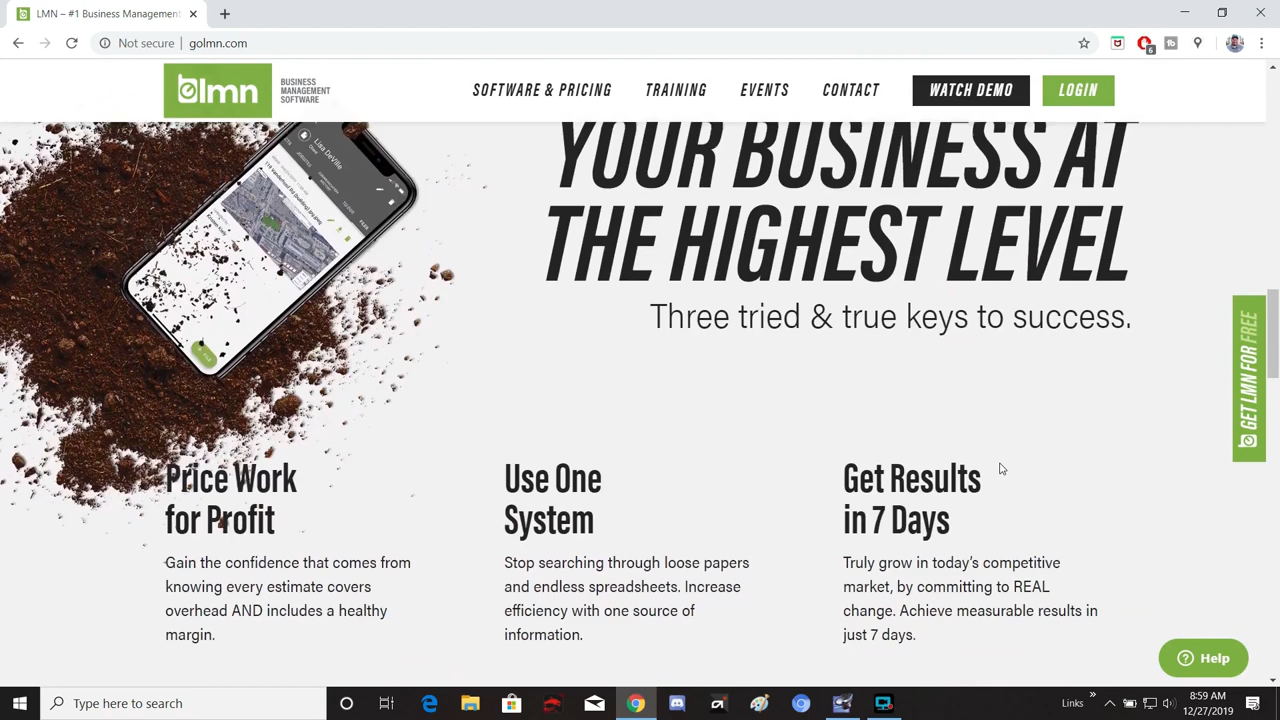 LMN – #1 Business Management
Not secure | golmn.com
6
lmn
BUSINESS
MANAGEMENT
SOFTWARE
SOFTWARE & PRICING
TRAINING
EVENTS
CONTACT
WATCH DEMO
LOGIN
Lisa DeVille
YOUR BUSINESS AT
THE HIGHEST LEVEL
Three tried & true keys to success.
GET LMN FOR FREE
Price Work
for Profit
Gain the confidence that comes from
knowing every estimate covers
overhead AND includes a healthy
margin.
Use One
System
Stop searching through loose papers
and endless spreadsheets. Increase
efficiency with one source of
information.
Get Results
in 7 Days
Truly grow in today’s competitive
market, by committing to REAL
change. Achieve measurable results in
just 7 days.
Help
Type here to search
Links
8:59 AM
12/27/2019